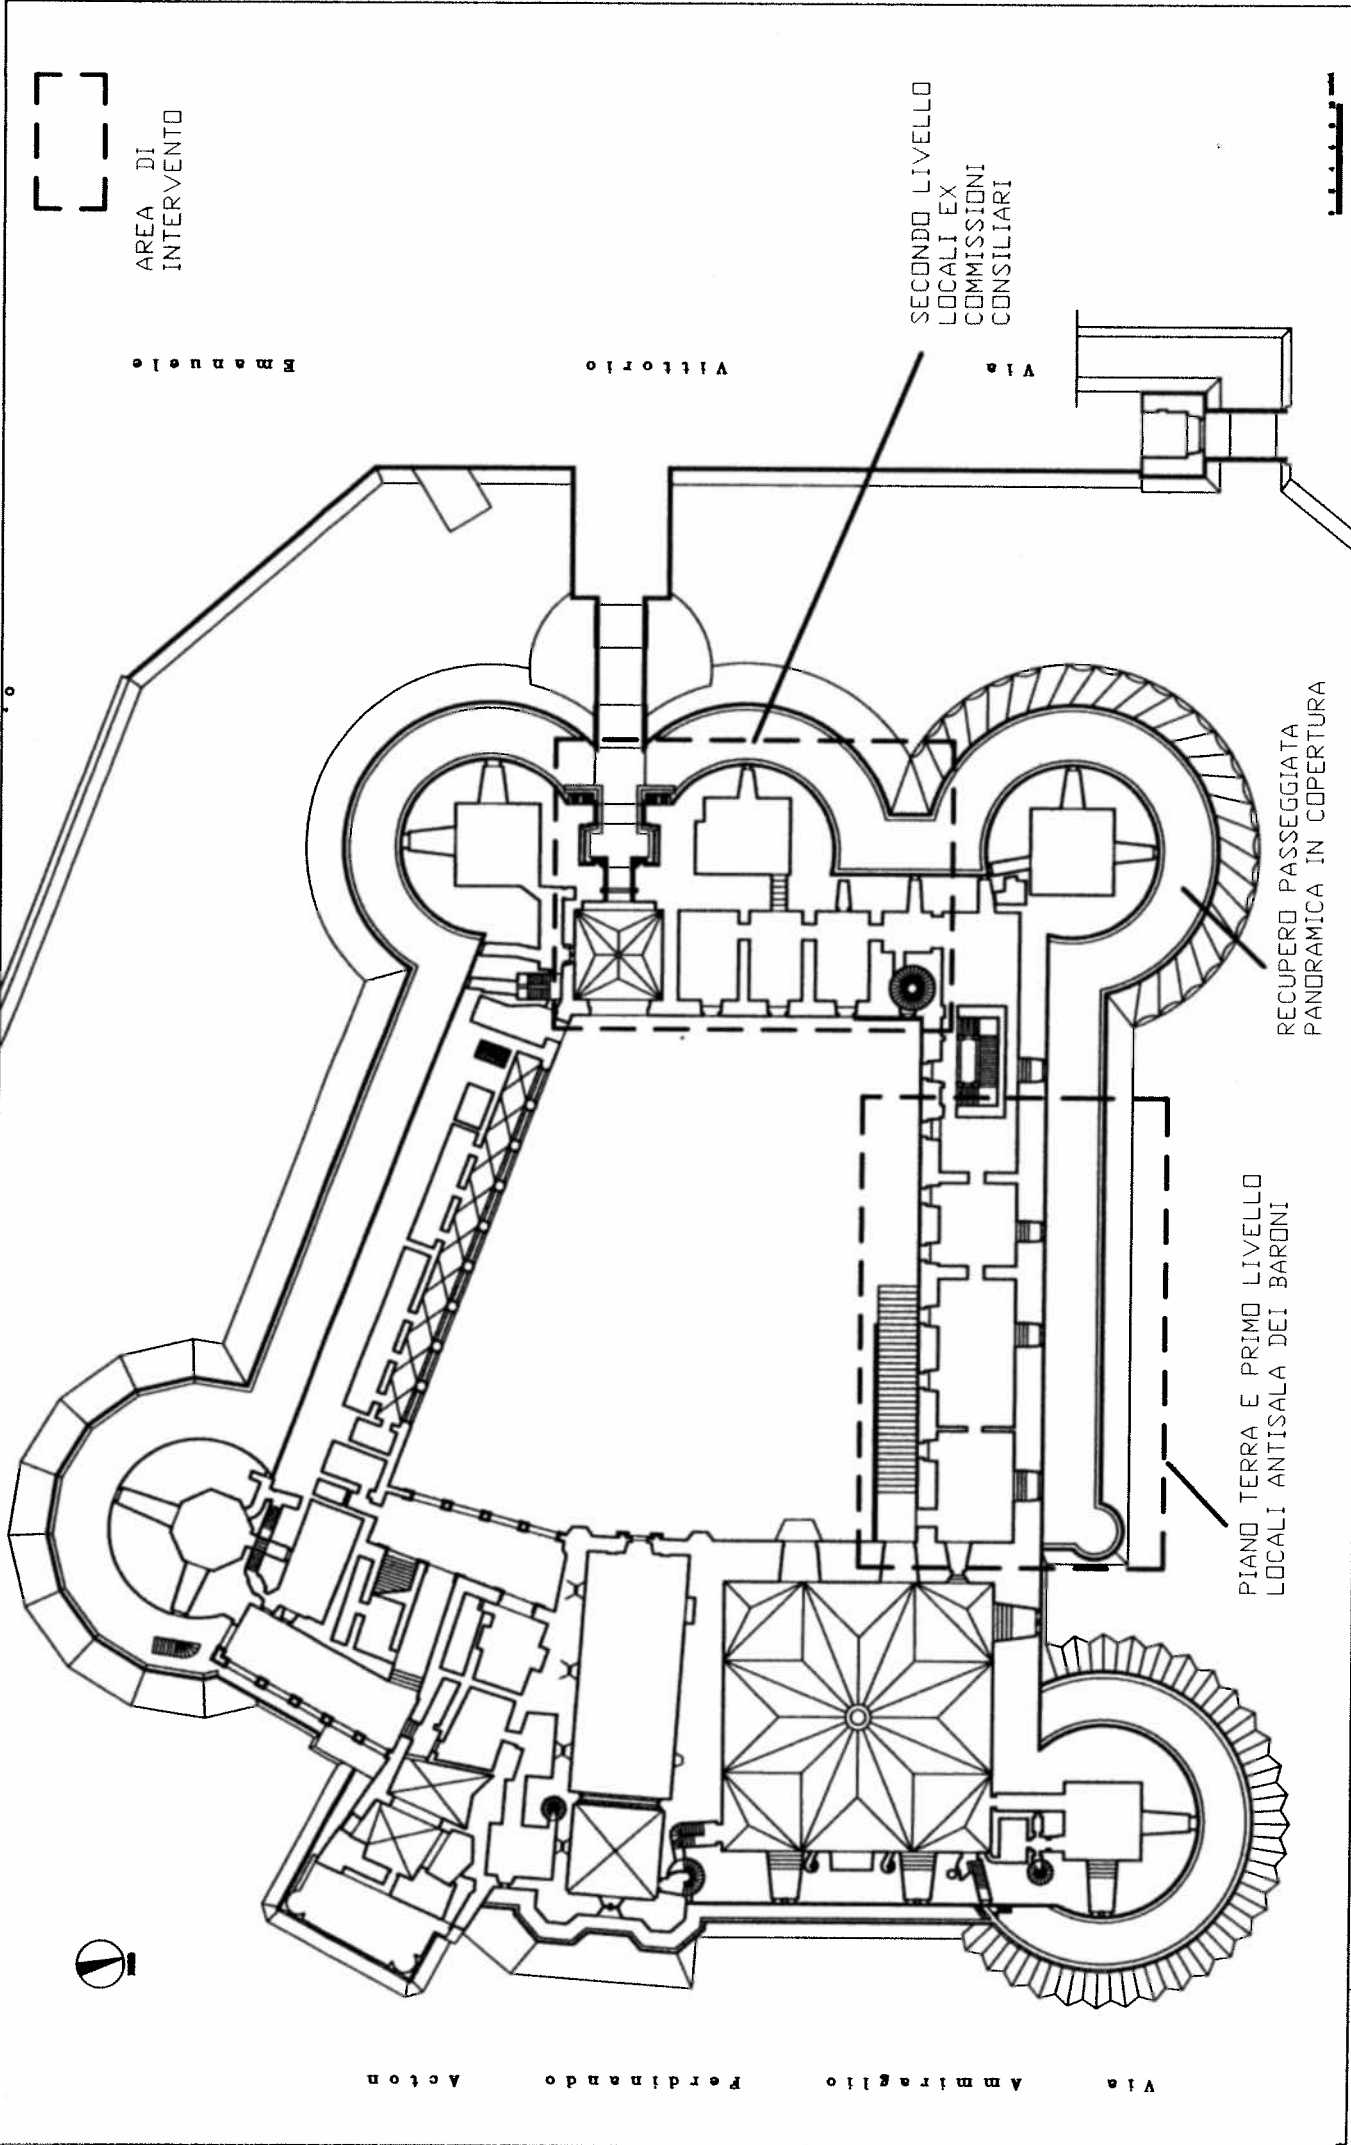 AREA DI
INTERVENTO
Via Vittorio Emanuele
SECONDO LIVELLO
LOCALI EX
COMMISSIONI
CONSILIARI
RECUPERO PASSEGGIATA
PANORAMICA IN COPERTURA
PIANO TERRA E PRIMO LIVELLO
LOCALI ANTISALA DEI BARONI
Via Ammiraglio Ferdinando Acton